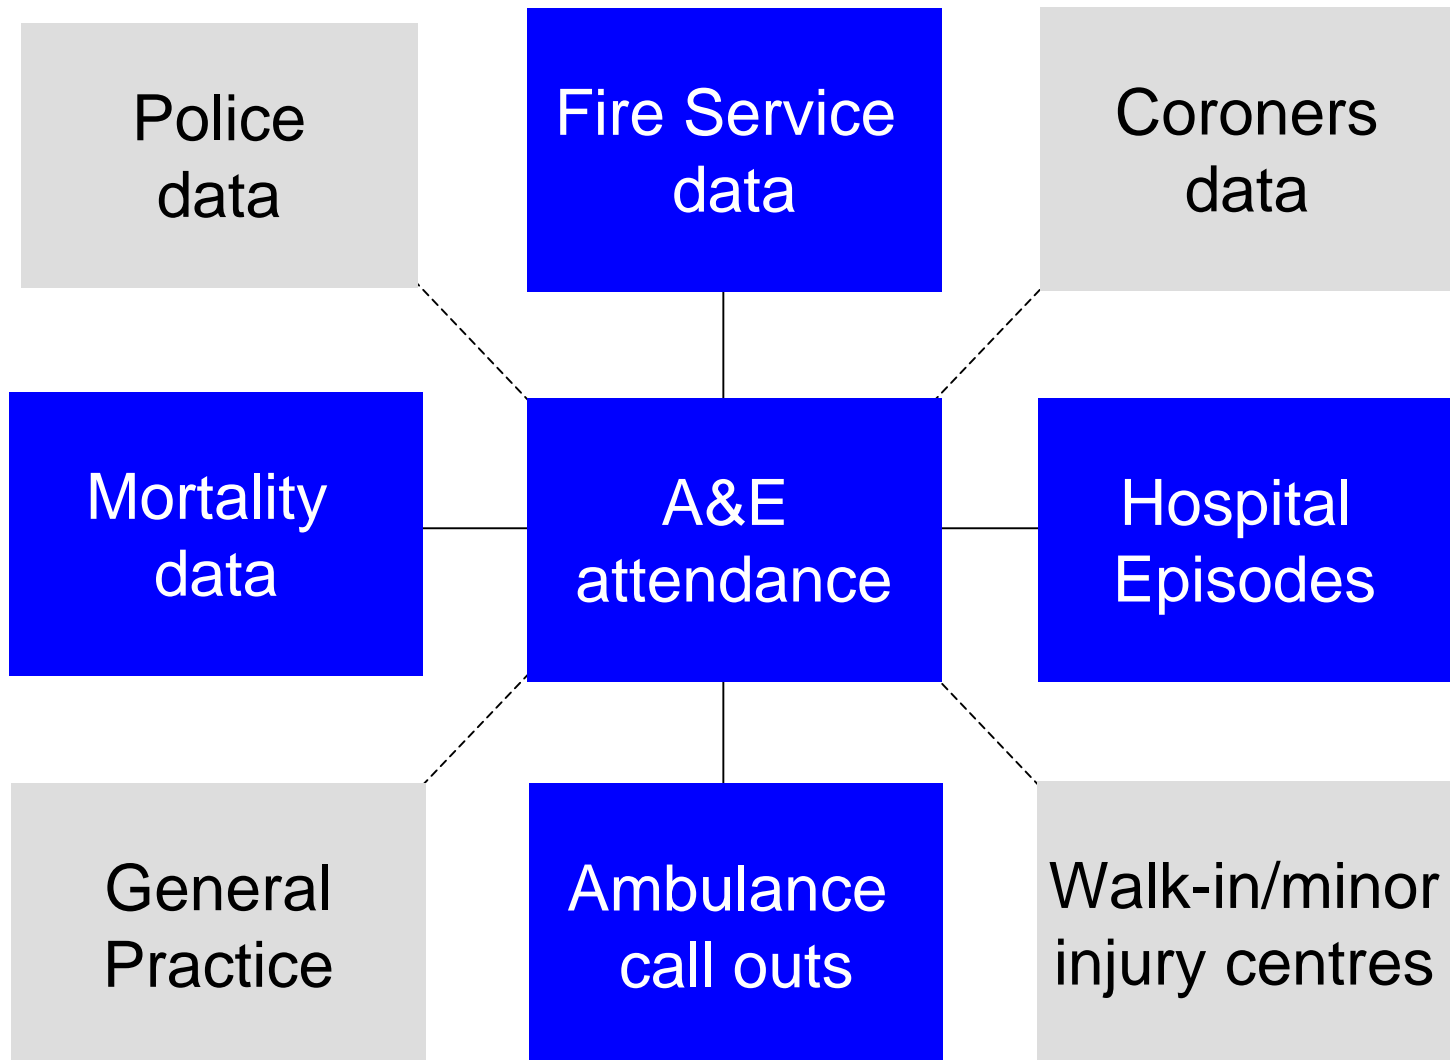 Police
data
Fire Service
data
Coroners
data
Mortality
data
A&E
attendance
Hospital
Episodes
General
Practice
Ambulance
call outs
Walk-in/minor
injury centres